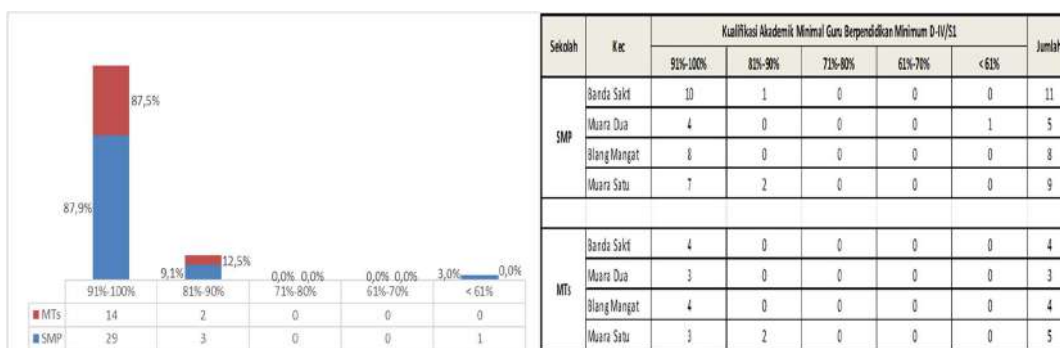 87,5%
87,9%
12,5%
9,1%
0,0% 0,0%
0,0% 0,0%
3,0%
0,0%
91%-100% 81%-90% 71%-80% 61%-70% < 61%
MTs 14 2 0 0 0
SMP 29 3 0 0 1
Sekolah Kec Kualifikasi Akademik Minimal Guru Berpendidikan Minimum D-IV/S1 Jumlah
91%-100% 81%-90% 71%-80% 61%-70% < 61%
SMP
Banda Sakti 10 1 0 0 0 11
Muara Dua 4 0 0 0 1 5
Blang Mangat 8 0 0 0 0 8
Muara Satu 7 2 0 0 0 9
MTs
Banda Sakti 4 0 0 0 0 4
Muara Dua 3 0 0 0 0 3
Blang Mangat 4 0 0 0 0 4
Muara Satu 3 2 0 0 0 5